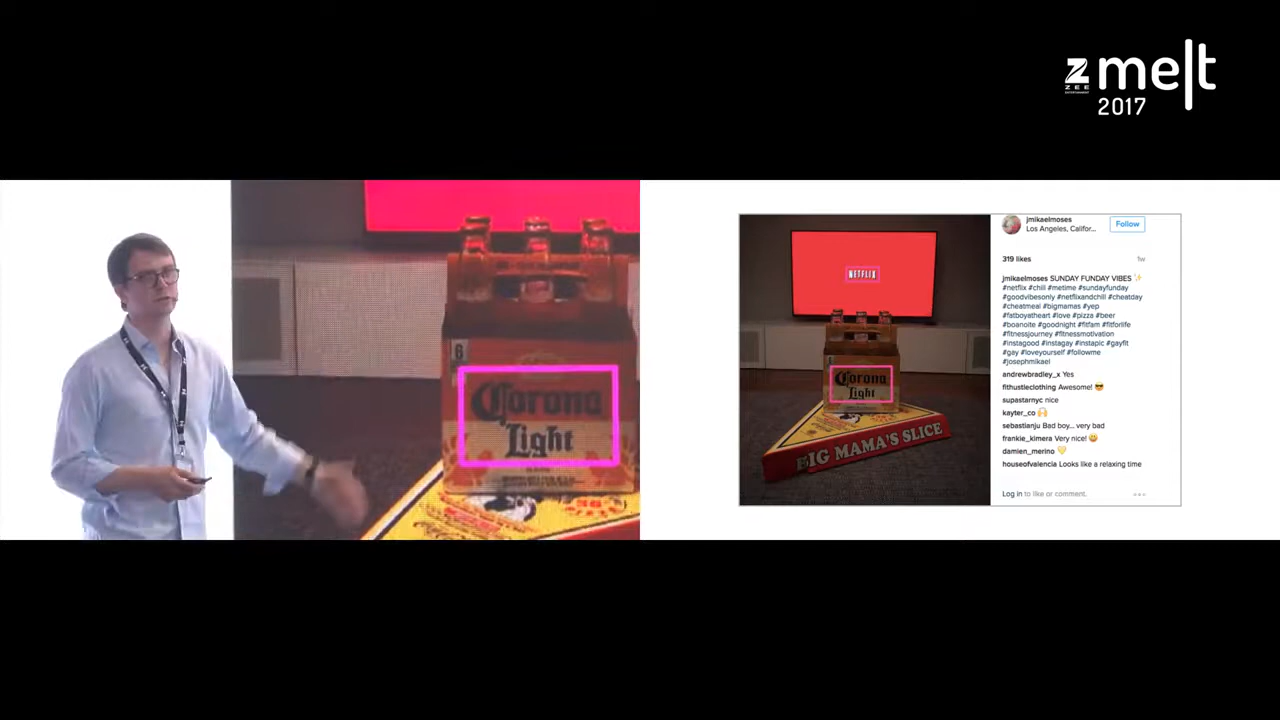 Z melt
ZEE
ENTERTAINMENT
2017
6
Corona
Light
NETFLIX
Corona
Light
BIG MAMA'S SLICE
jmikaelmoses
Los Angeles, Califor...
Follow
319 likes
1w
jmikaelmoses SUNDAY FUNDAY VIBES ✨
#netflix #chill #metime #sundayfunday
#goodvibesonly #netflixandchill #cheatday
#cheatmeal #bigmamas #yep
#fatboyatheart #love #pizza #beer
#boanoite #goodnight #fitfam #fitforlife
#fitnessjourney #fitnessmotivation
#instagood #instagay #instapic #gayfit
#gay #loveyourself #followme
#josephmikael
andrewbradley_x Yes
fithustleclothing Awesome! 😎
supastarnyc nice
kayter_co 🙌
sebastianju Bad boy... very bad
frankie_kimera Very nice! 😀
damien_merino 💛
houseofvalencia Looks like a relaxing time
Log in to like or comment.